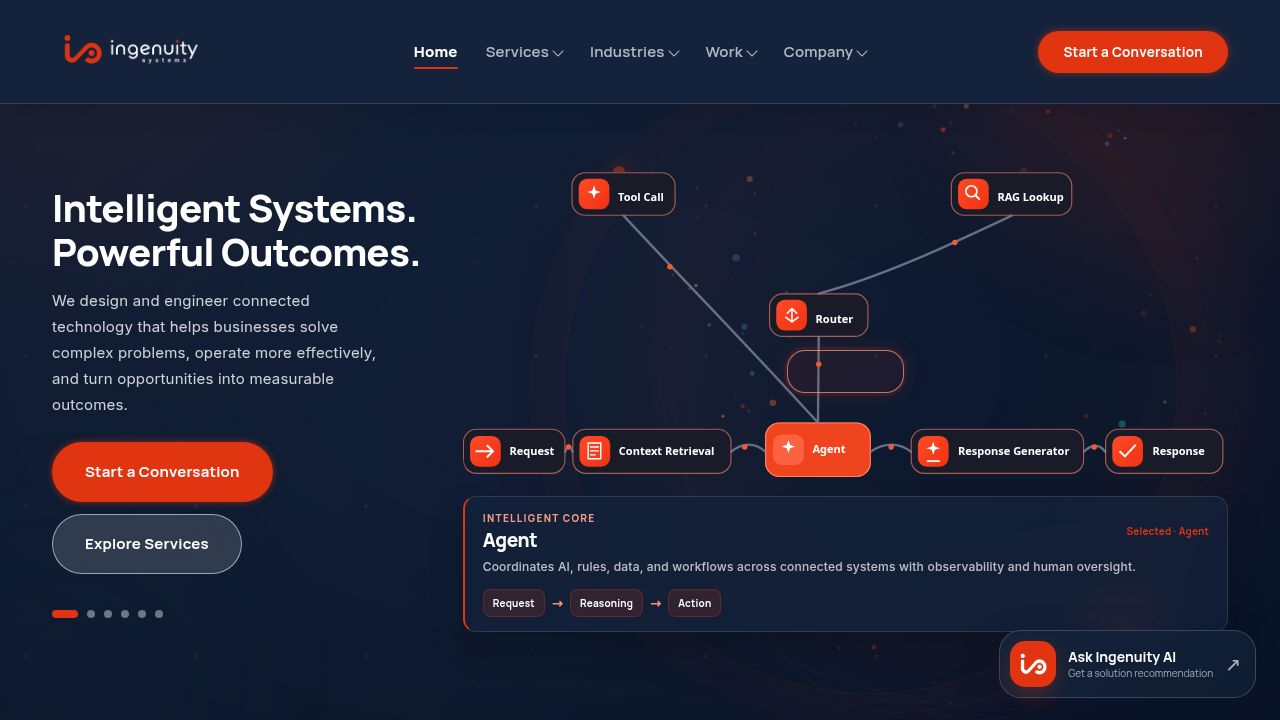 ingenuity
systems
Home
Services
Industries
Work
Company
Start a Conversation
Intelligent Systems.
Powerful Outcomes.
We design and engineer connected
technology that helps businesses solve
complex problems, operate more effectively,
and turn opportunities into measurable
outcomes.
Start a Conversation
Explore Services
Tool Call
RAG Lookup
Router
Request
Context Retrieval
Agent
Response Generator
Response
INTELLIGENT CORE
Agent
Selected · Agent
Coordinates AI, rules, data, and workflows across connected systems with observability and human oversight.
Request → Reasoning → Action
Ask Ingenuity AI
Get a solution recommendation ↗